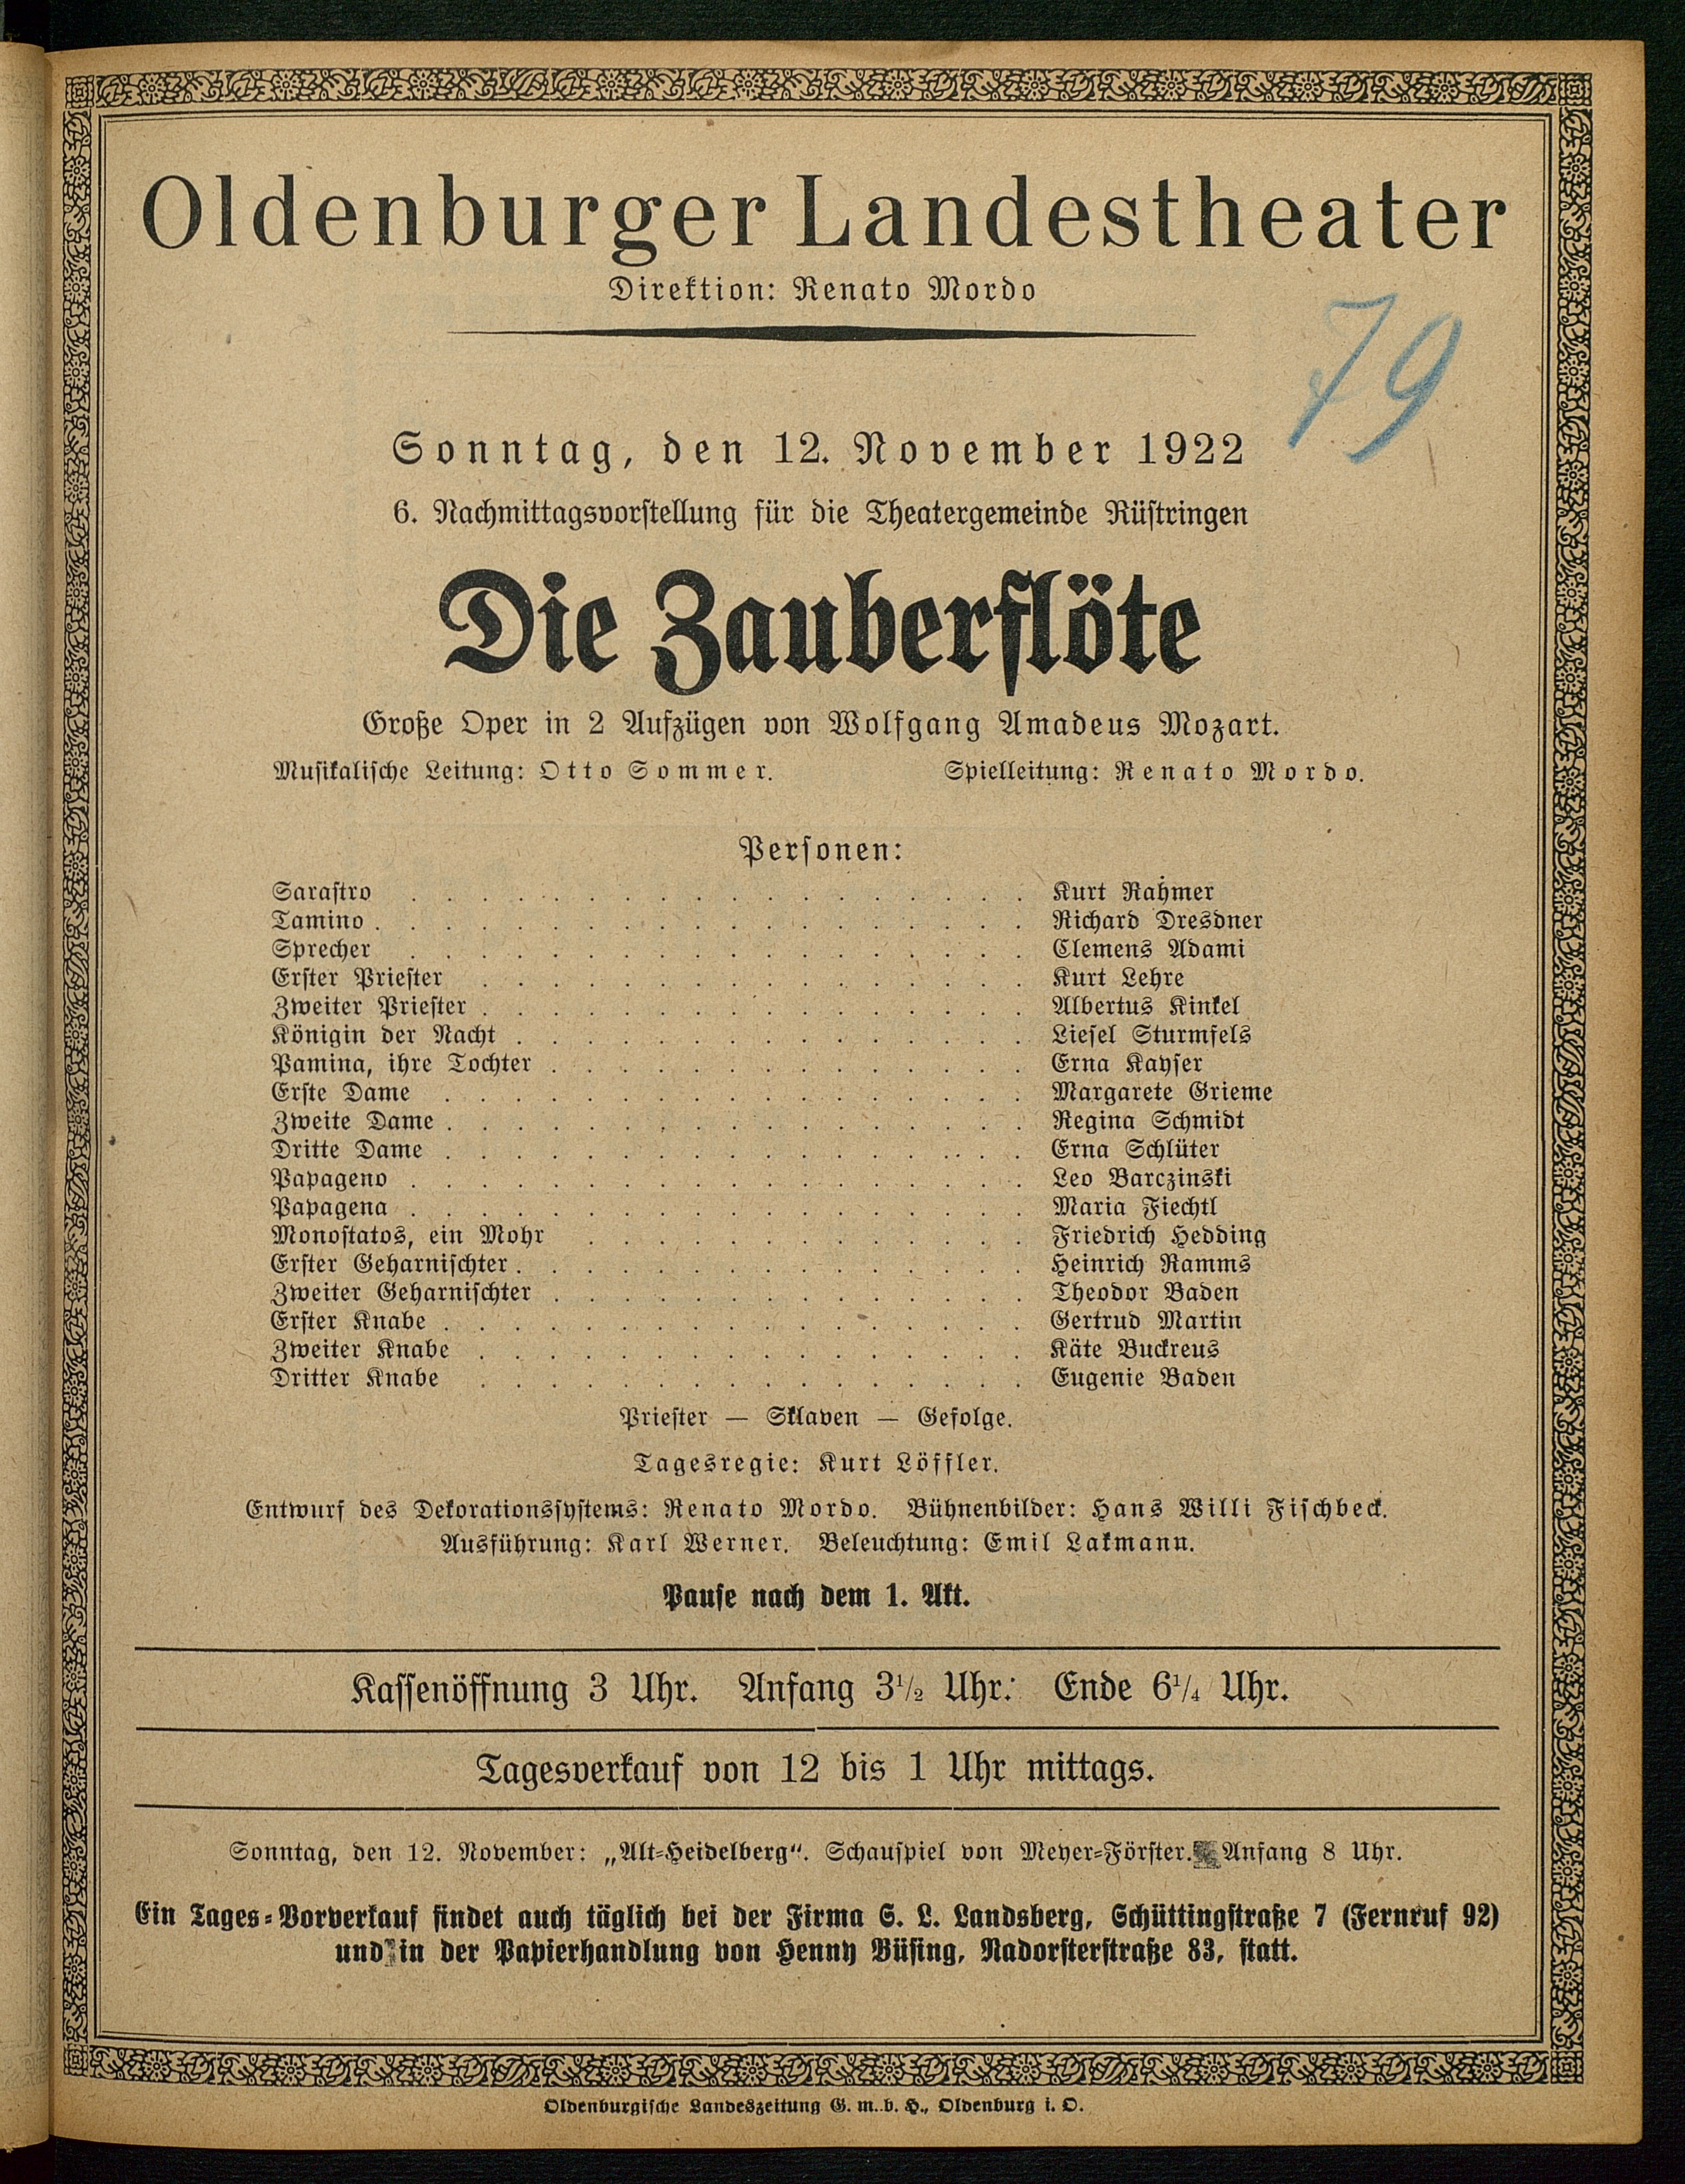 Oldenburger Landestheater
Direktion: Renato Mordo
79
Sonntag, den 12. November 1922
6. Nachmittagsvorstellung für die Theatergemeinde Rüstringen
Die Zauberflöte
Große Oper in 2 Aufzügen von Wolfgang Amadeus Mozart.
Musikalische Leitung: Otto Sommer. Spielleitung: Renato Mordo.
Personen:
Sarastro . . . . . . . . . . . . . . . . . . Kurt Rahmer
Tamino . . . . . . . . . . . . . . . . . . . Richard Dresdner
Sprecher . . . . . . . . . . . . . . . . . . Clemens Adami
Erster Priester . . . . . . . . . . . . . . . . Kurt Lehre
Zweiter Priester . . . . . . . . . . . . . . . . Albertus Kinkel
Königin der Nacht . . . . . . . . . . . . . . . Liesel Sturmfels
Pamina, ihre Tochter . . . . . . . . . . . . . . Erna Kayser
Erste Dame . . . . . . . . . . . . . . . . . Margarete Grieme
Zweite Dame . . . . . . . . . . . . . . . . . Regina Schmidt
Dritte Dame . . . . . . . . . . . . . . . . . Erna Schlüter
Papageno . . . . . . . . . . . . . . . . . . Leo Barczinski
Papagena . . . . . . . . . . . . . . . . . . Maria Fiechtl
Monostatos, ein Mohr . . . . . . . . . . . . . Friedrich Hedding
Erster Geharnischter . . . . . . . . . . . . . . . Heinrich Ramms
Zweiter Geharnischter . . . . . . . . . . . . . . Theodor Baden
Erster Knabe . . . . . . . . . . . . . . . . . Gertrud Martin
Zweiter Knabe . . . . . . . . . . . . . . . . Käte Buckreus
Dritter Knabe . . . . . . . . . . . . . . . . Eugenie Baden
Priester — Sklaven — Gefolge.
Tagesregie: Kurt Löffler.
Entwurf des Dekorationssystems: Renato Mordo. Bühnenbilder: Hans Willi Fischbeck.
Ausführung: Karl Werner. Beleuchtung: Emil Lakmann.
Pause nach dem 1. Akt.
Kassenöffnung 3 Uhr. Anfang 3½ Uhr. Ende 6¼ Uhr.
Tagesverkauf von 12 bis 1 Uhr mittags.
Sonntag, den 12. November: „Alt-Heidelberg“. Schauspiel von Meyer-Förster. Anfang 8 Uhr.
Ein Tages-Vorverkauf findet auch täglich bei der Firma S. L. Landsberg, Schüttingstraße 7 (Fernruf 92)
und in der Papierhandlung von Henny Büsing, Nadorsterstraße 83, statt.
Oldenburgische Landeszeitung G. m. b. H., Oldenburg i. O.